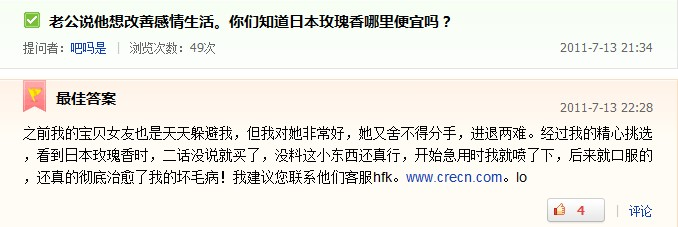 老公说他想改善感情生活。你们知道日本玫瑰香哪里便宜吗？
提问者：吧吗是 | 浏览次数：49次 2011-7-13 21:34
最佳答案 2011-7-13 22:28
之前我的宝贝女友也是天天躲避我，但我对她非常好，她又舍不得分手，进退两难。经过我的精心挑选
，看到日本玫瑰香时，二话没说就买了，没料这小东西还真行，开始急用时我就喷了下，后来就口服的
，还真的彻底治愈了我的坏毛病！我建议您联系他们客服hfk。www.crecn.com。lo
4 | 评论